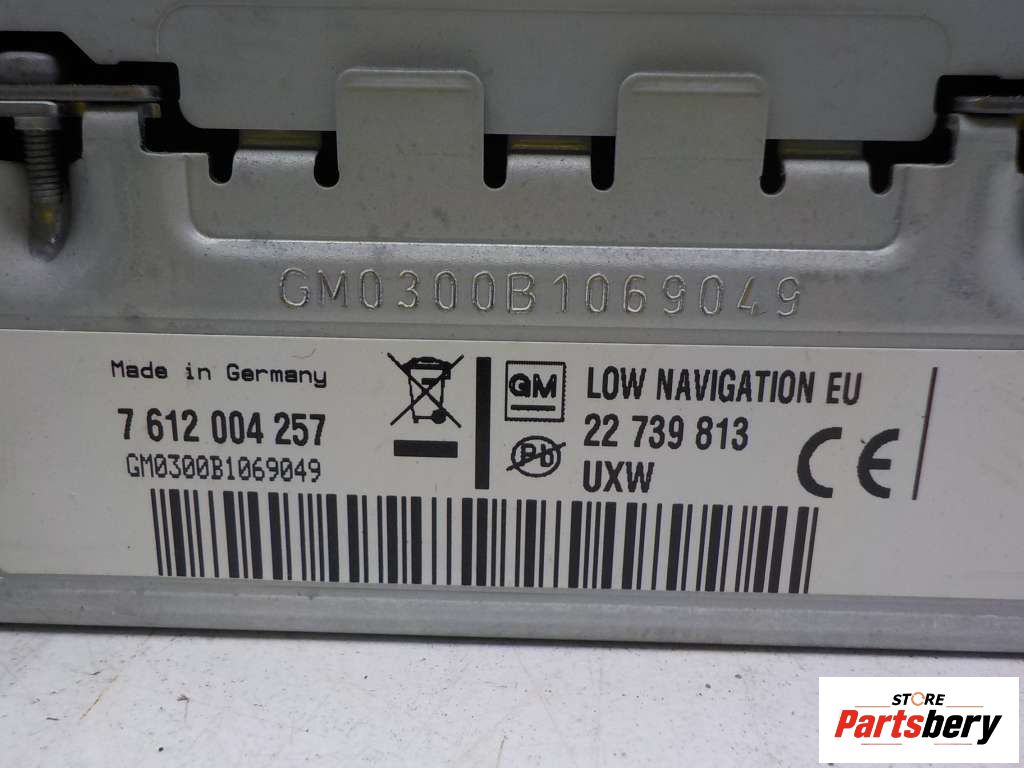 GM0300B1069049
Made in Germany
7 612 004 257
GM0300B1069049
GM
Pb
LOW NAVIGATION EU
22 739 813
UXW
CE
STORE
Partsbery